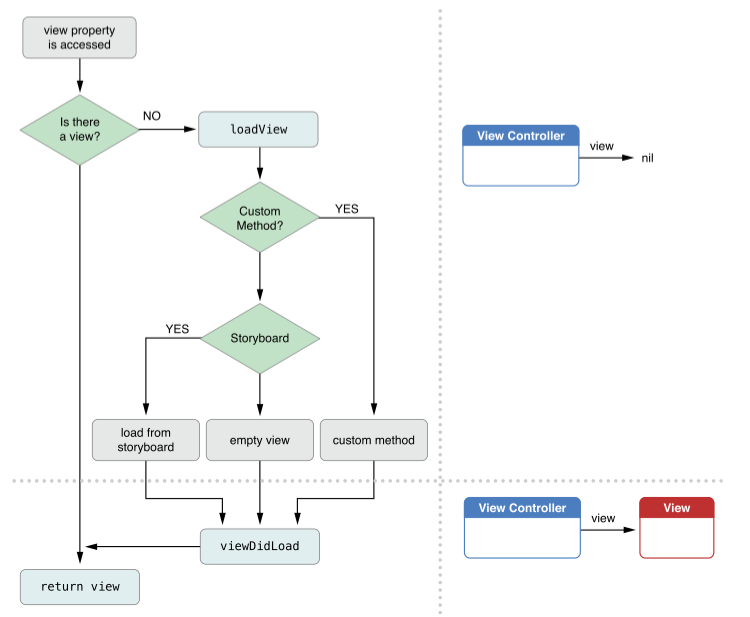 view property
is accessed
Is there
a view?
NO
loadView
Custom
Method?
YES
Storyboard
YES
load from
storyboard
empty view
custom method
viewDidLoad
return view
View Controller
view
nil
View Controller
view
View